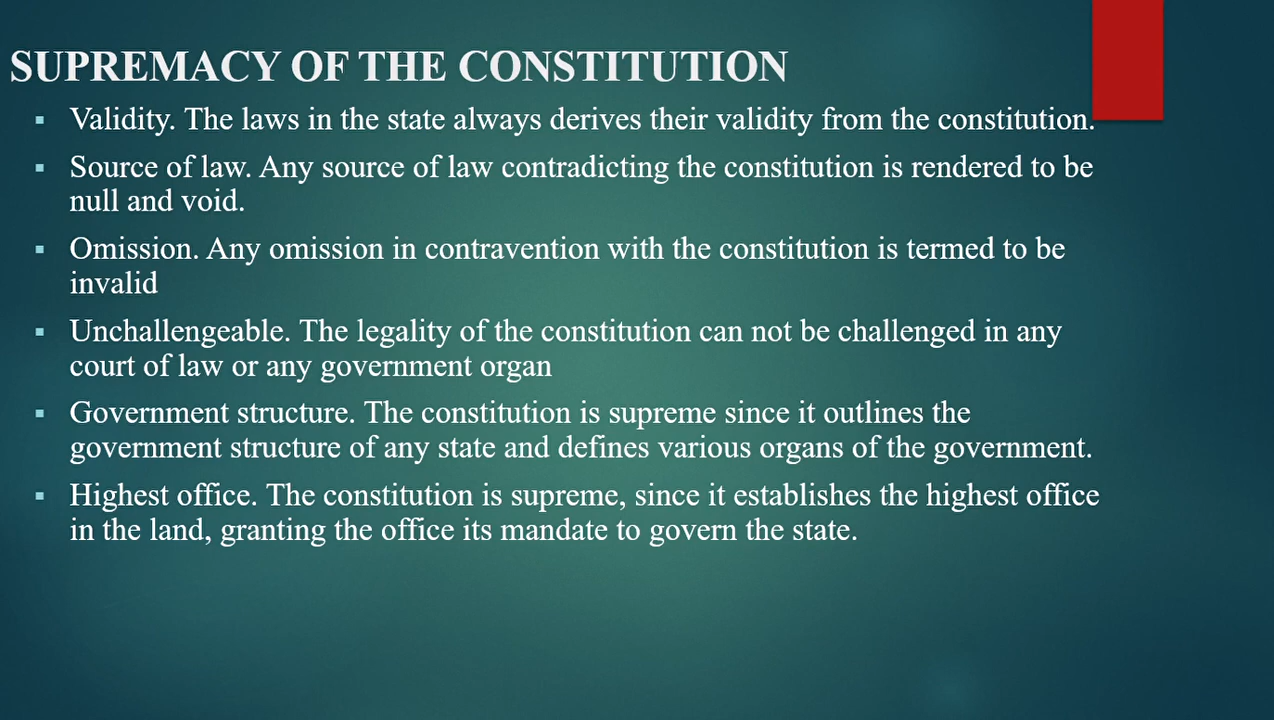 SUPREMACY OF THE CONSTITUTION
▪ Validity. The laws in the state always derives their validity from the constitution.
▪ Source of law. Any source of law contradicting the constitution is rendered to be
null and void.
▪ Omission. Any omission in contravention with the constitution is termed to be
invalid
▪ Unchallengeable. The legality of the constitution can not be challenged in any
court of law or any government organ
▪ Government structure. The constitution is supreme since it outlines the
government structure of any state and defines various organs of the government.
▪ Highest office. The constitution is supreme, since it establishes the highest office
in the land, granting the office its mandate to govern the state.